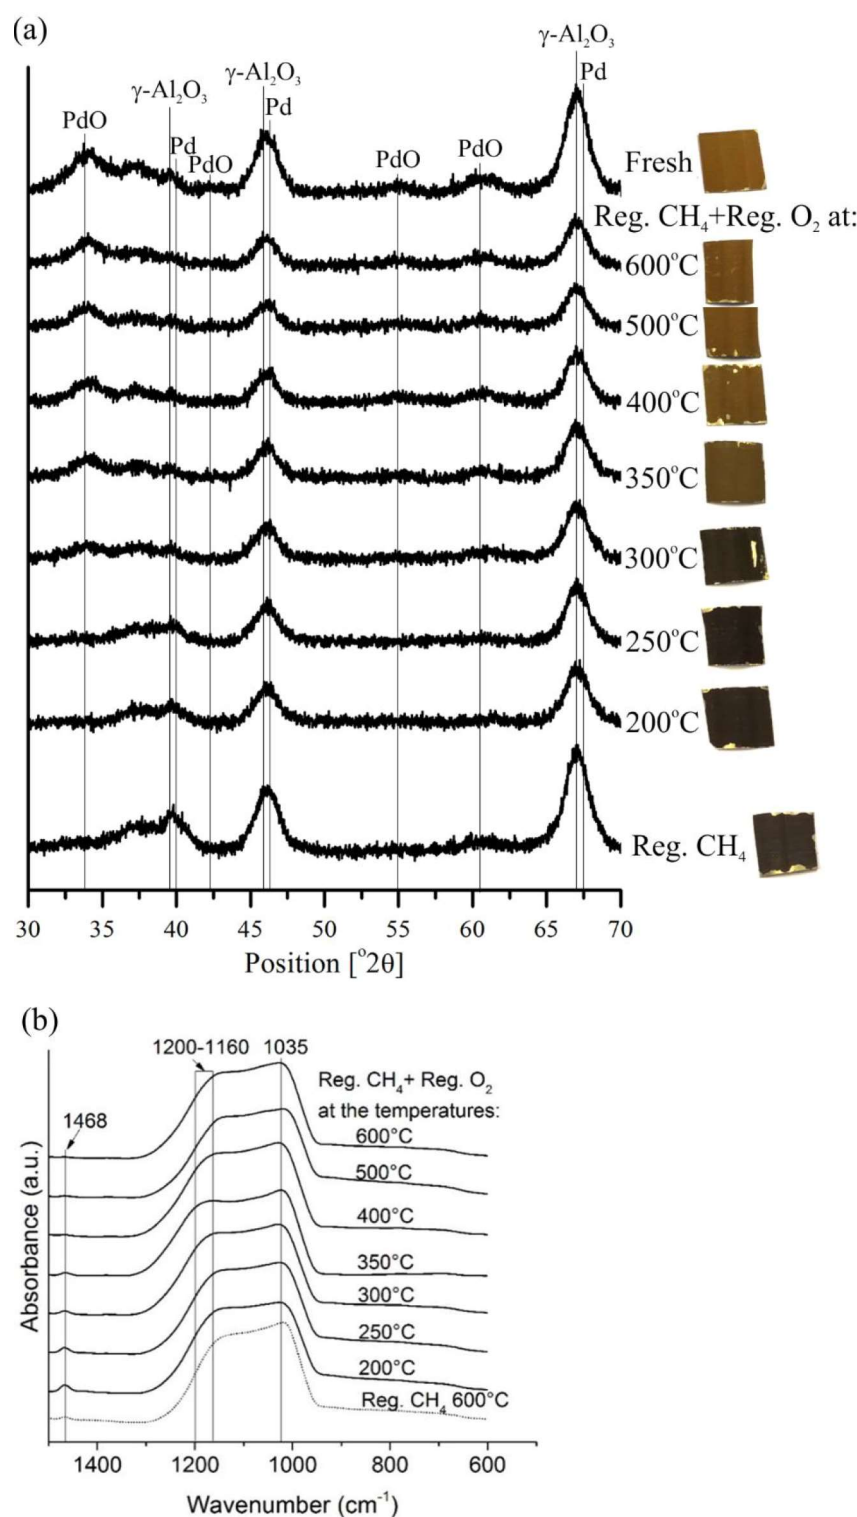 (a)
γ-Al₂O₃
Pd
γ-Al₂O₃
γ-Al₂O₃
Pd
PdO
Pd
PdO
PdO
PdO
Fresh
Reg. CH₄+Reg. O₂ at:
600°C
500°C
400°C
350°C
300°C
250°C
200°C
Reg. CH₄
30 35 40 45 50 55 60 65 70
Position [°2θ]
(b)
1200-1160 1035
Reg. CH₄+ Reg. O₂
at the temperatures:
1468
600°C
500°C
400°C
350°C
300°C
250°C
200°C
Reg. CH₄ 600°C
Absorbance (a.u.)
1400 1200 1000 800 600
Wavenumber (cm⁻¹)